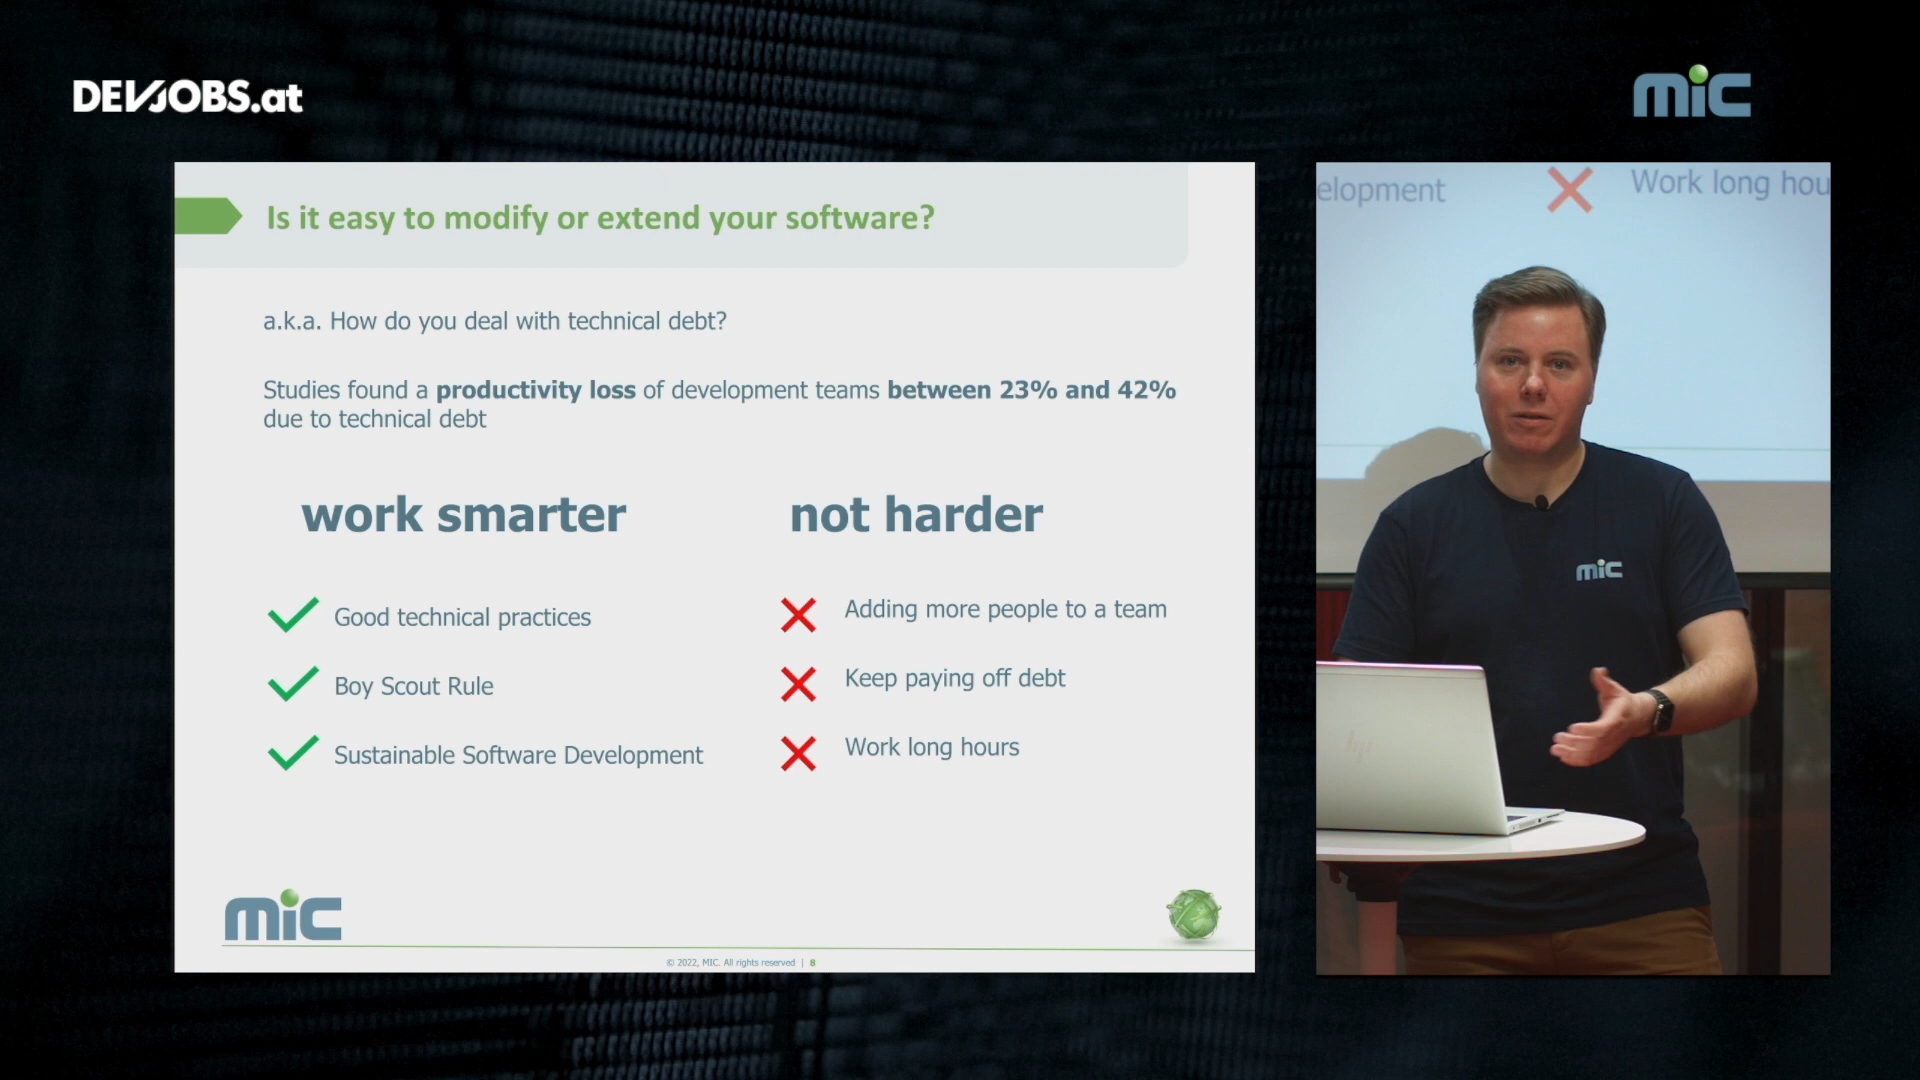 DEVJOBS.at
mic
Is it easy to modify or extend your software?
a.k.a. How do you deal with technical debt?
Studies found a productivity loss of development teams between 23% and 42%
due to technical debt
work smarter
not harder
Good technical practices
Boy Scout Rule
Sustainable Software Development
Adding more people to a team
Keep paying off debt
Work long hours
mic
© 2022, MIC. All rights reserved | 8
elopment
Work long hou
mic
hp